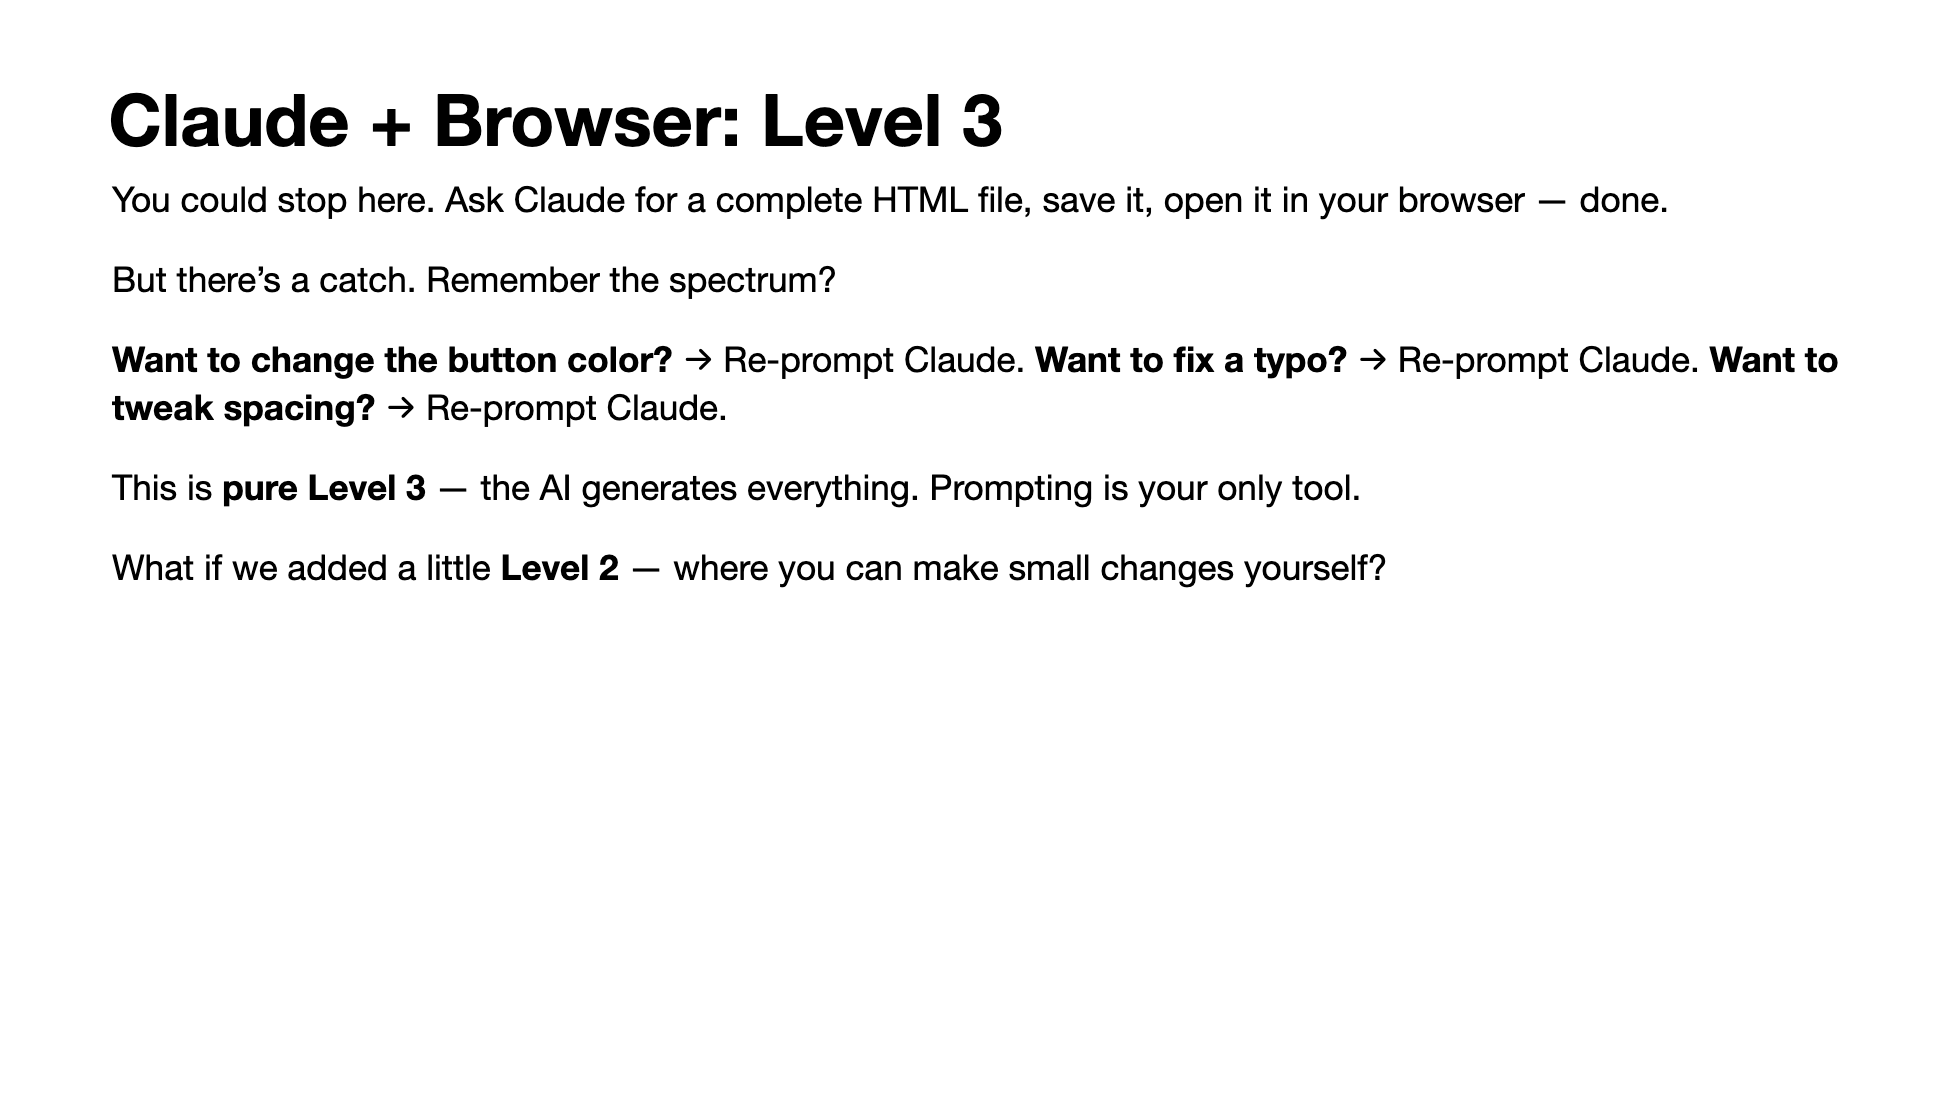 Claude + Browser: Level 3
You could stop here. Ask Claude for a complete HTML file, save it, open it in your browser — done.
But there’s a catch. Remember the spectrum?
Want to change the button color? → Re-prompt Claude. Want to fix a typo? → Re-prompt Claude. Want to
tweak spacing? → Re-prompt Claude.
This is pure Level 3 — the AI generates everything. Prompting is your only tool.
What if we added a little Level 2 — where you can make small changes yourself?